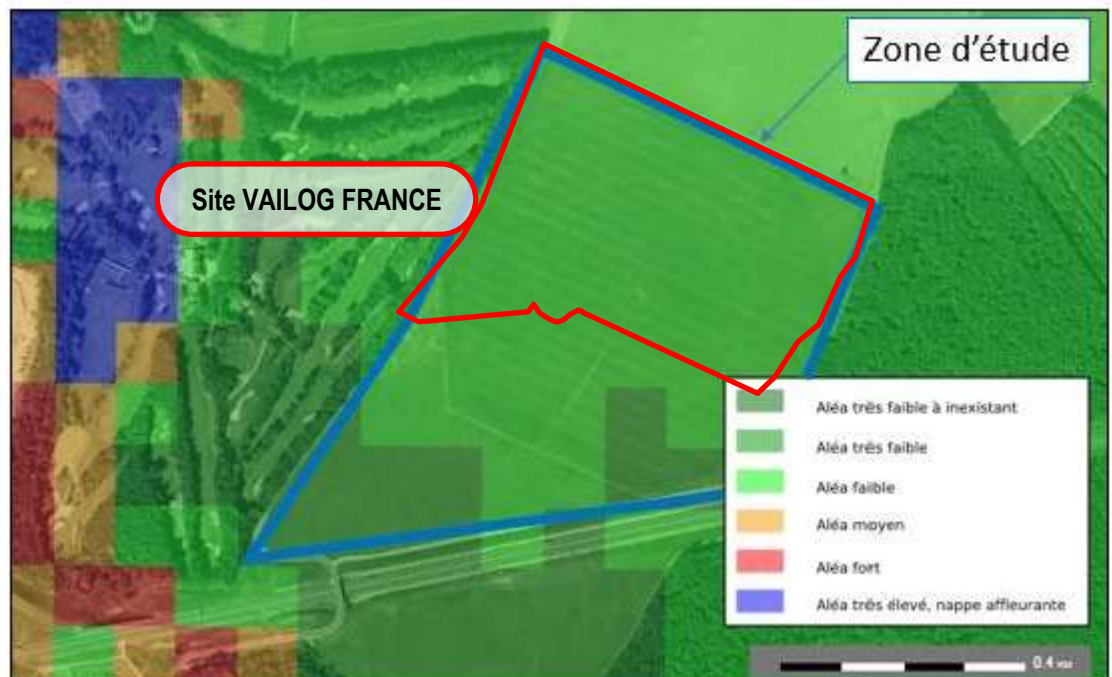 Zone d'étude
Site VAILOG FRANCE
Aléa très faible à inexistant
Aléa très faible
Aléa faible
Aléa moyen
Aléa fort
Aléa très élevé, nappe affleurante
0.4 KM